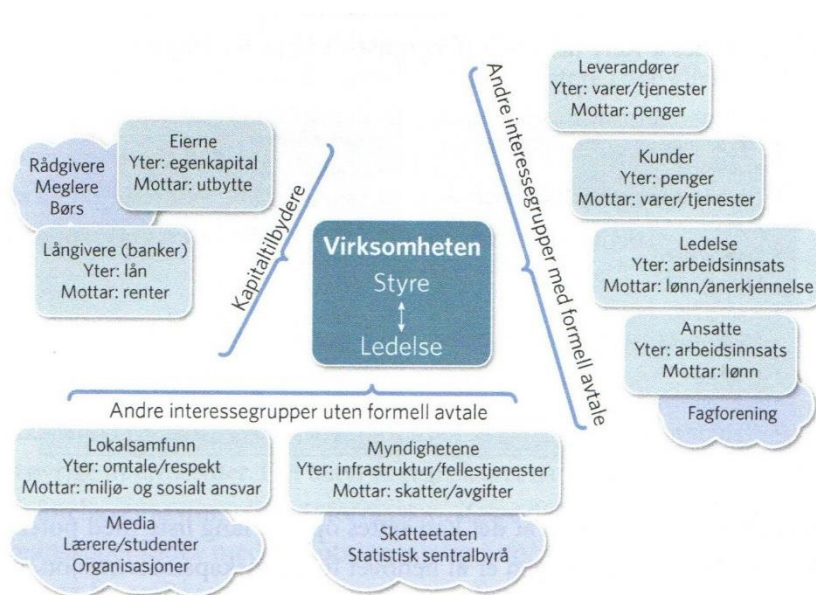 Eierne
Yter: egenkapital
Mottar: utbytte
Rådgivere
Meglere
Børs
Långivere (banker)
Yter: lån
Mottar: renter
Kapitaltilbydere
Virksomheten
Styre
Ledelse
Andre interessegrupper med formell avtale
Leverandører
Yter: varer/tjenester
Mottar: penger
Kunder
Yter: penger
Mottar: varer/tjenester
Ledelse
Yter: arbeidsinnsats
Mottar: lønn/anerkjennelse
Ansatte
Yter: arbeidsinnsats
Mottar: lønn
Fagforening
Andre interessegrupper uten formell avtale
Lokalsamfunn
Yter: omtale/respekt
Mottar: miljø- og sosialt ansvar
Media
Lærere/studenter
Organisasjoner
Myndighetene
Yter: infrastruktur/fellestjenester
Mottar: skatter/avgifter
Skatteetaten
Statistisk sentralbyrå